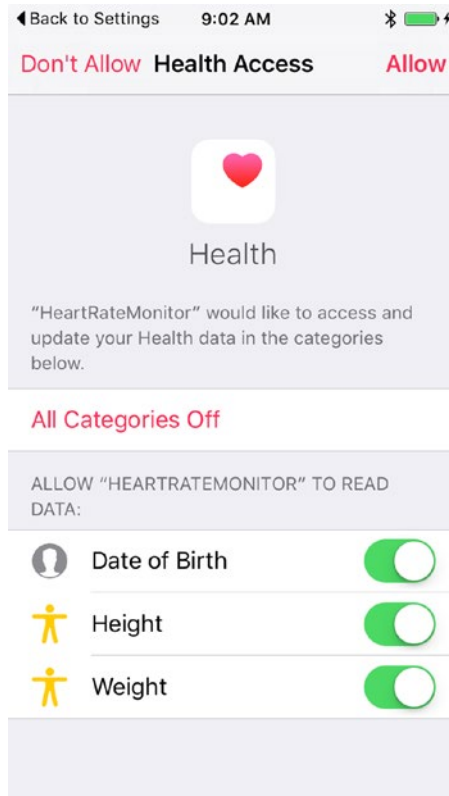 Back to Settings 9:02 AM
Don't Allow Health Access Allow
Health
“HeartRateMonitor” would like to access and
update your Health data in the categories
below.
All Categories Off
ALLOW “HEARTRATEMONITOR” TO READ
DATA:
Date of Birth
Height
Weight